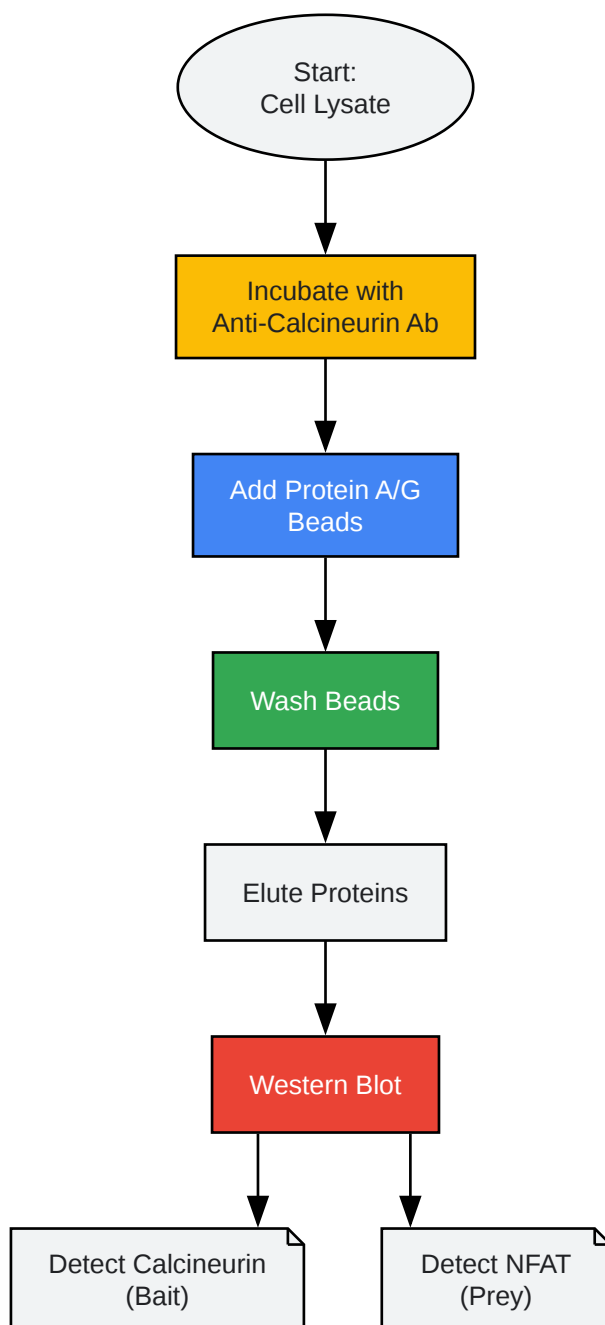 Start:
Cell Lysate
Incubate with
Anti-Calcineurin Ab
Add Protein A/G
Beads
Wash Beads
Elute Proteins
Western Blot
Detect Calcineurin
(Bait)
Detect NFAT
(Prey)